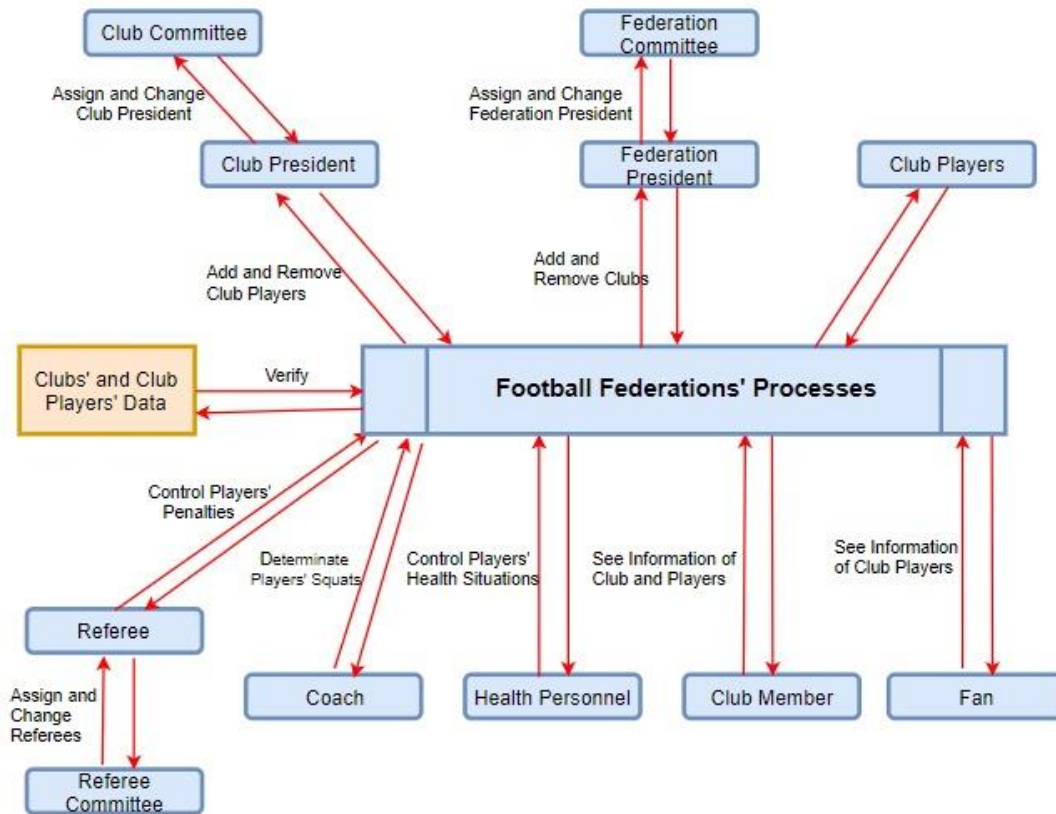 Club Committee
Federation
Committee
Assign and Change
Club President
Assign and Change
Federation President
Club President
Federation
President
Club Players
Add and Remove
Club Players
Add and
Remove Clubs
Clubs' and Club
Players' Data
Verify
Football Federations' Processes
Control Players'
Penalties
Determinate
Players' Squats
Control Players'
Health Situations
See Information of
Club and Players
See Information
of Club Players
Referee
Assign and
Change
Referees
Coach
Health Personnel
Club Member
Fan
Referee
Committee